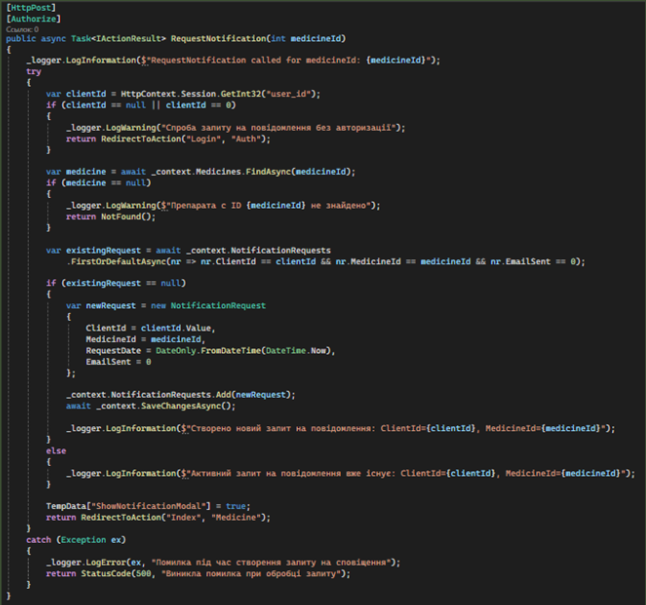 [HttpPost]
[Authorize]
Ссылок: 0
public async Task<IActionResult> RequestNotification(int medicineId)
{
    _logger.LogInformation($"RequestNotification called for medicineId: {medicineId}");
    try
    {
        var clientId = HttpContext.Session.GetInt32("user_id");
        if (clientId == null || clientId == 0)
        {
            _logger.LogWarning("Спроба запиту на повідомлення без авторизації");
            return RedirectToAction("Login", "Auth");
        }

        var medicine = await _context.Medicines.FindAsync(medicineId);
        if (medicine == null)
        {
            _logger.LogWarning($"Препарата с ID {medicineId} не знайдено");
            return NotFound();
        }

        var existingRequest = await _context.NotificationRequests
            .FirstOrDefaultAsync(nr => nr.ClientId == clientId && nr.MedicineId == medicineId && nr.EmailSent == 0);

        if (existingRequest == null)
        {
            var newRequest = new NotificationRequest
            {
                ClientId = clientId.Value,
                MedicineId = medicineId,
                RequestDate = DateOnly.FromDateTime(DateTime.Now),
                EmailSent = 0
            };

            _context.NotificationRequests.Add(newRequest);
            await _context.SaveChangesAsync();

            _logger.LogInformation($"Створено новий запит на повідомлення: ClientId={clientId}, MedicineId={medicineId}");
        }
        else
        {
            _logger.LogInformation($"Активний запит на повідомлення вже існує: ClientId={clientId}, MedicineId={medicineId}");
        }

        TempData["ShowNotificationModal"] = true;
        return RedirectToAction("Index", "Medicine");
    }
    catch (Exception ex)
    {
        _logger.LogError(ex, "Помилка під час створення запиту на сповіщення");
        return StatusCode(500, "Виникла помилка при обробці запиту");
    }
}